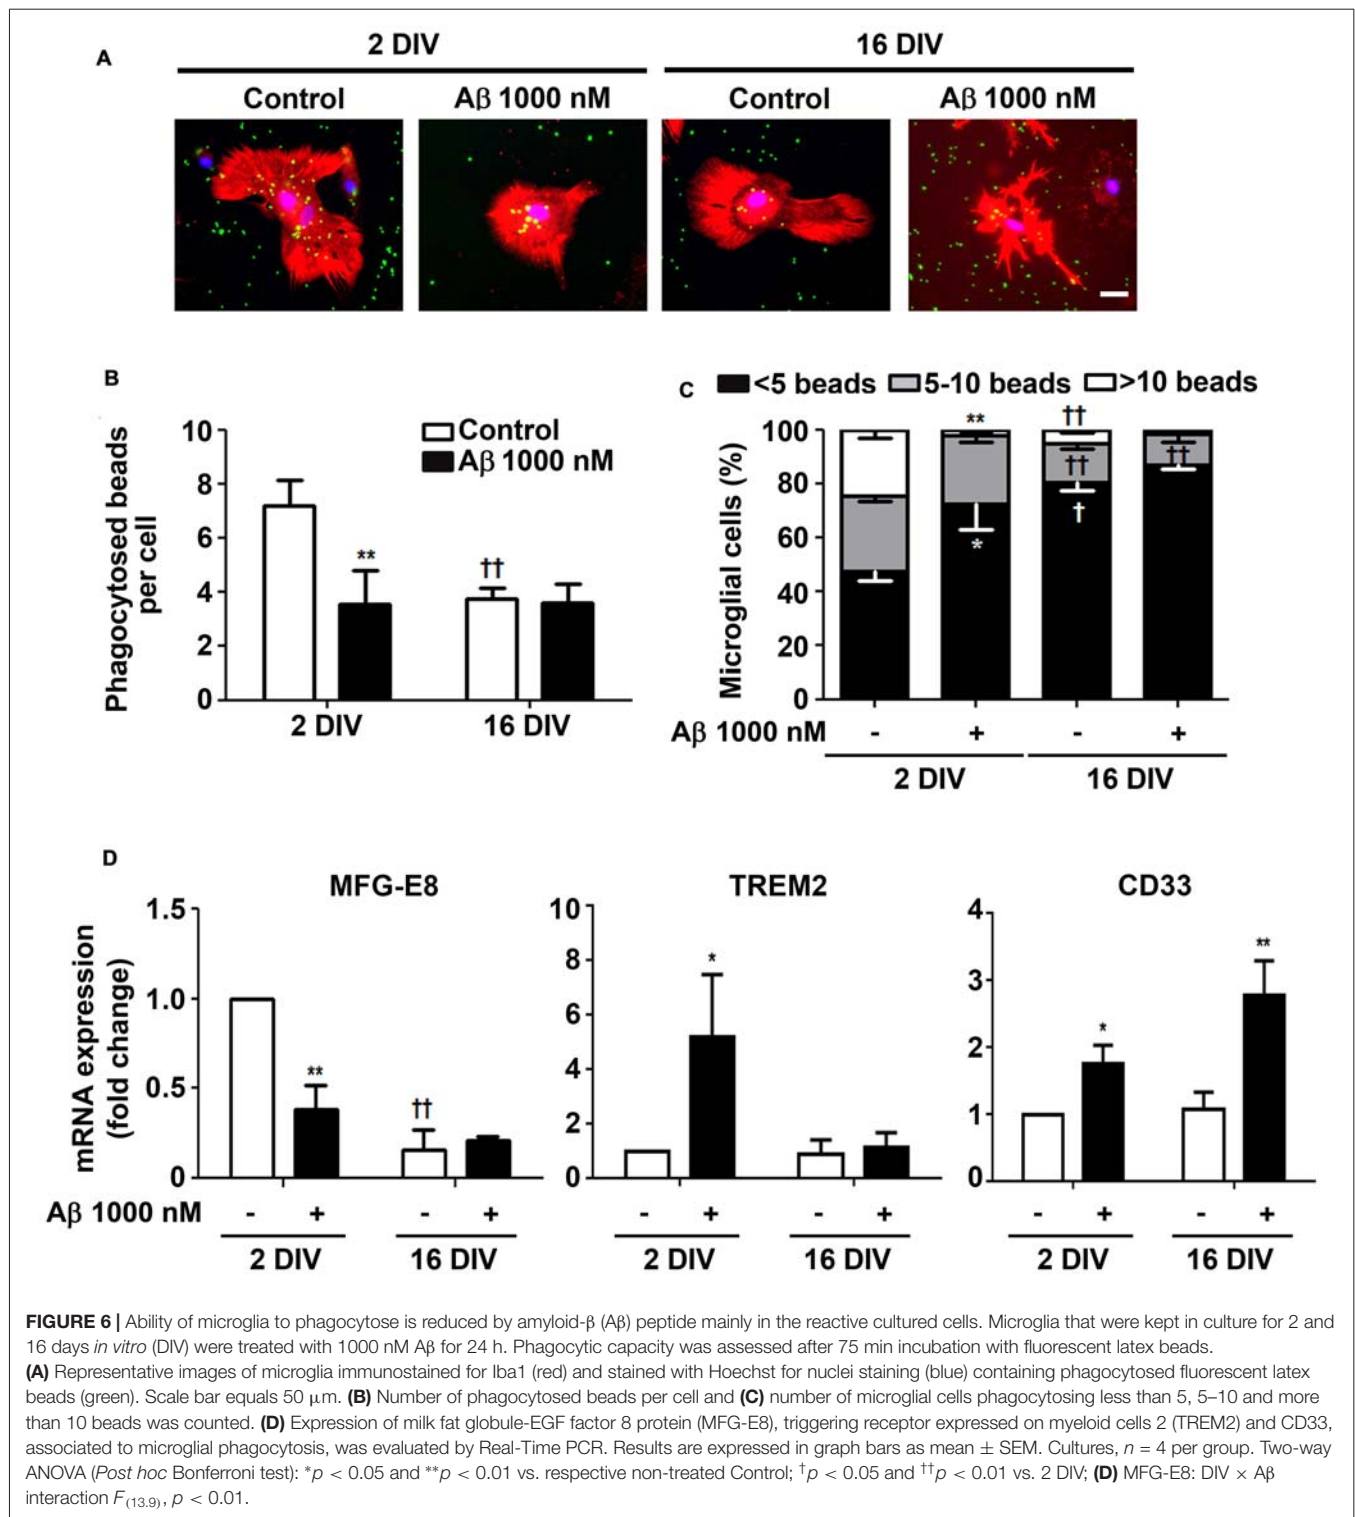 A
2 DIV
16 DIV
Control
Aβ 1000 nM
Control
Aβ 1000 nM
B
Phagocytosed beads
per cell
10
8
6
4
2
0
Control
Aβ 1000 nM
**
††
2 DIV
16 DIV
C
<5 beads
5-10 beads
>10 beads
Microglial cells (%)
100
80
60
40
20
0
**
*
††
††
†
††
Aβ 1000 nM
- + - +
2 DIV
16 DIV
D
mRNA expression
(fold change)
MFG-E8
1.5
1.0
0.5
0
**
††
Aβ 1000 nM
- + - +
2 DIV
16 DIV
TREM2
10
8
6
4
2
0
*
- + - +
2 DIV
16 DIV
CD33
4
3
2
1
0
*
**
- + - +
2 DIV
16 DIV
FIGURE 6 | Ability of microglia to phagocytose is reduced by amyloid-β (Aβ) peptide mainly in the reactive cultured cells. Microglia that were kept in culture for 2 and
16 days in vitro (DIV) were treated with 1000 nM Aβ for 24 h. Phagocytic capacity was assessed after 75 min incubation with fluorescent latex beads.
(A) Representative images of microglia immunostained for Iba1 (red) and stained with Hoechst for nuclei staining (blue) containing phagocytosed fluorescent latex
beads (green). Scale bar equals 50 μm. (B) Number of phagocytosed beads per cell and (C) number of microglial cells phagocytosing less than 5, 5–10 and more
than 10 beads was counted. (D) Expression of milk fat globule-EGF factor 8 protein (MFG-E8), triggering receptor expressed on myeloid cells 2 (TREM2) and CD33,
associated to microglial phagocytosis, was evaluated by Real-Time PCR. Results are expressed in graph bars as mean ± SEM. Cultures, n = 4 per group. Two-way
ANOVA (Post hoc Bonferroni test): *p < 0.05 and **p < 0.01 vs. respective non-treated Control; †p < 0.05 and ††p < 0.01 vs. 2 DIV; (D) MFG-E8: DIV × Aβ
interaction F(13.9), p < 0.01.